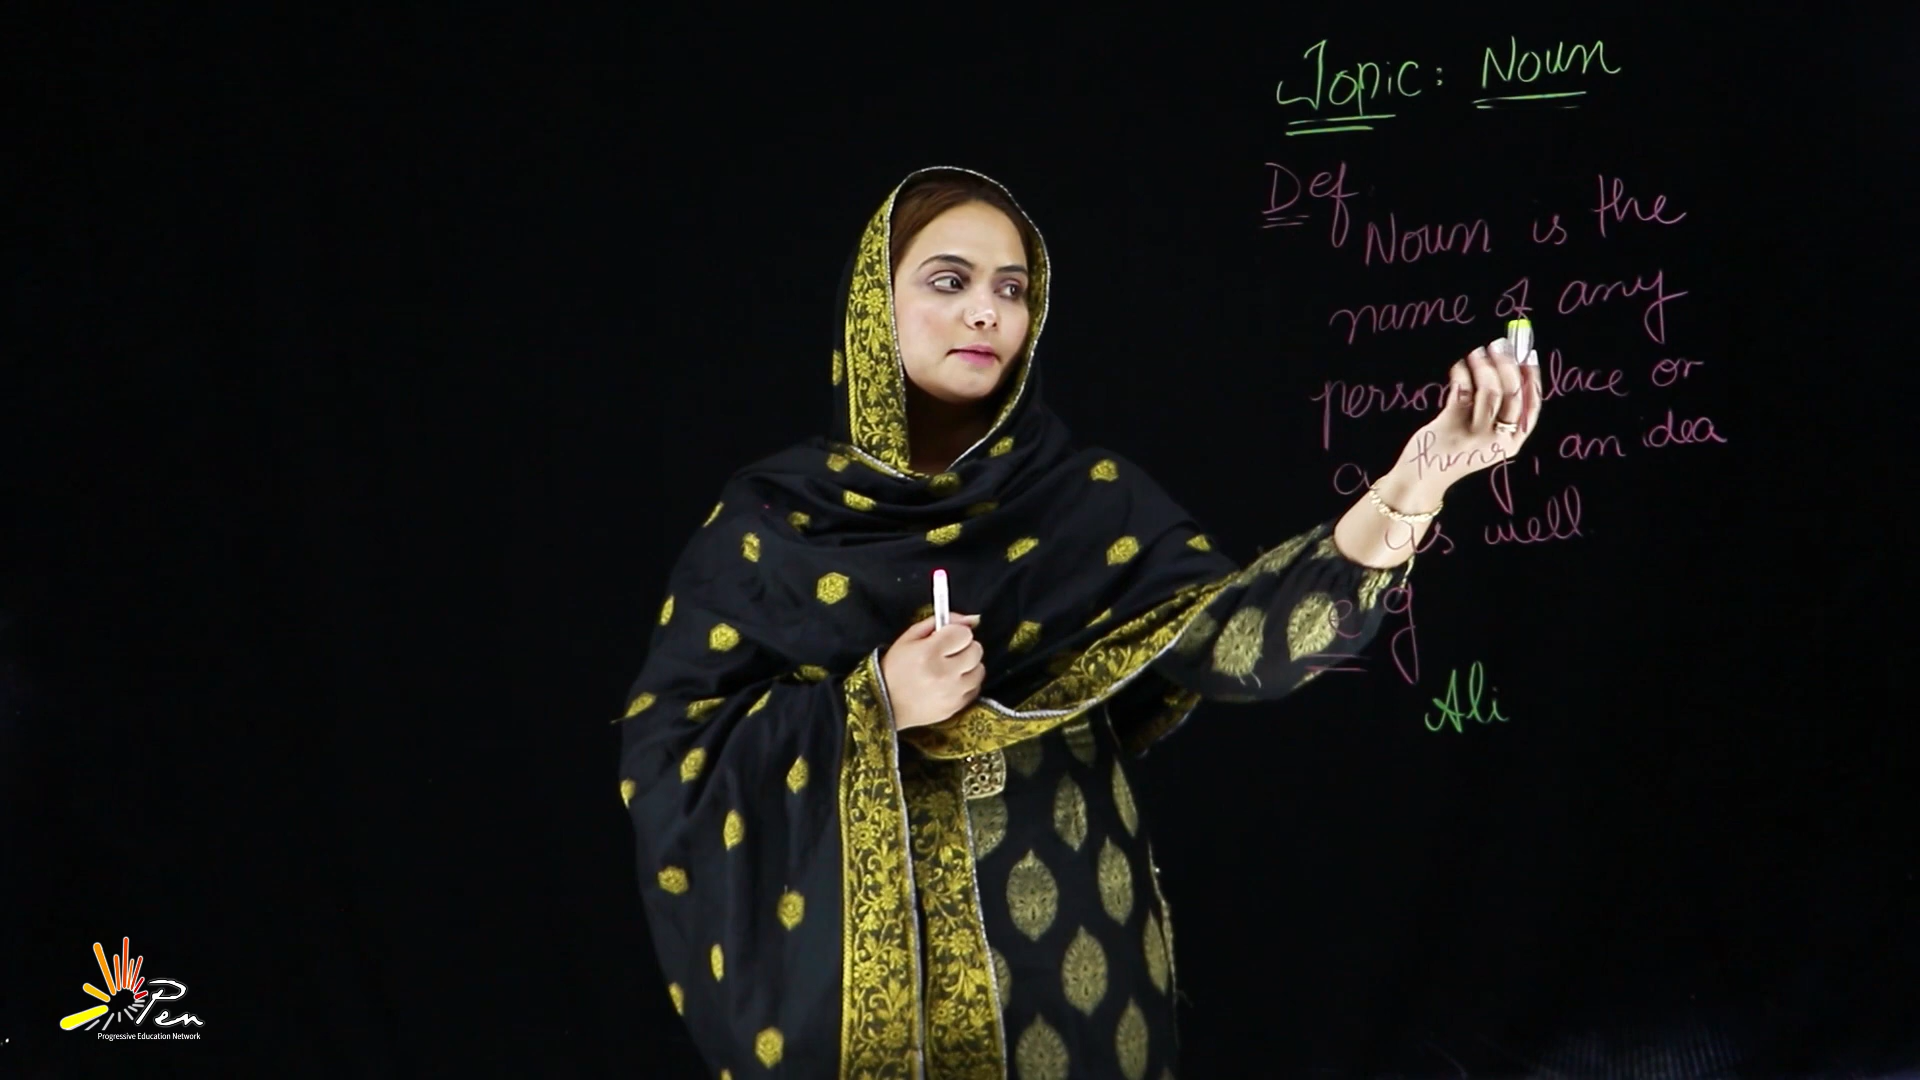 Topic: Noun
Def
Noun is the
name of any
person place or
a thing, an idea
as well
eg
Ali
Pen
Progressive Education Network